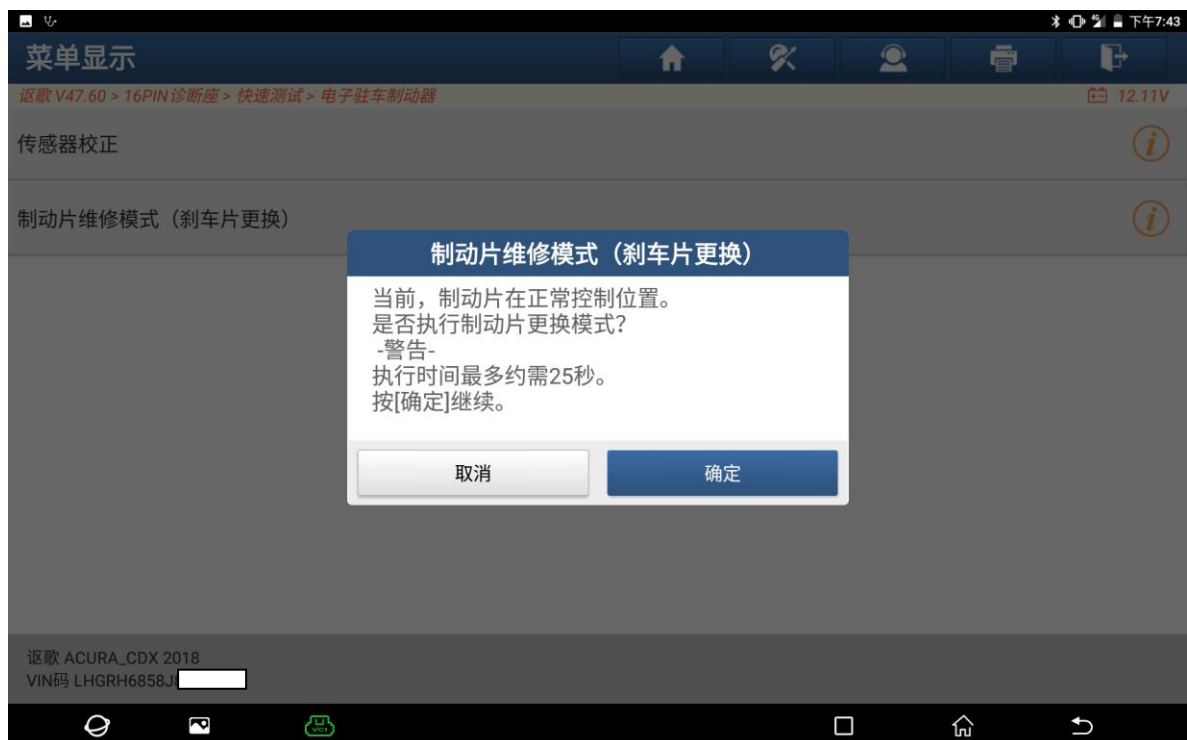 4G 下午7:43
菜单显示
讴歌 V47.60 > 16PIN诊断座 > 快速测试 > 电子驻车制动器 12.11V
传感器校正
制动片维修模式（刹车片更换）
制动片维修模式（刹车片更换）
当前，制动片在正常控制位置。
是否执行制动片更换模式？
-警告-
执行时间最多约需25秒。
按[确定]继续。
取消 确定
讴歌 ACURA_CDX 2018
VIN码 LHGRH6858J
VCI